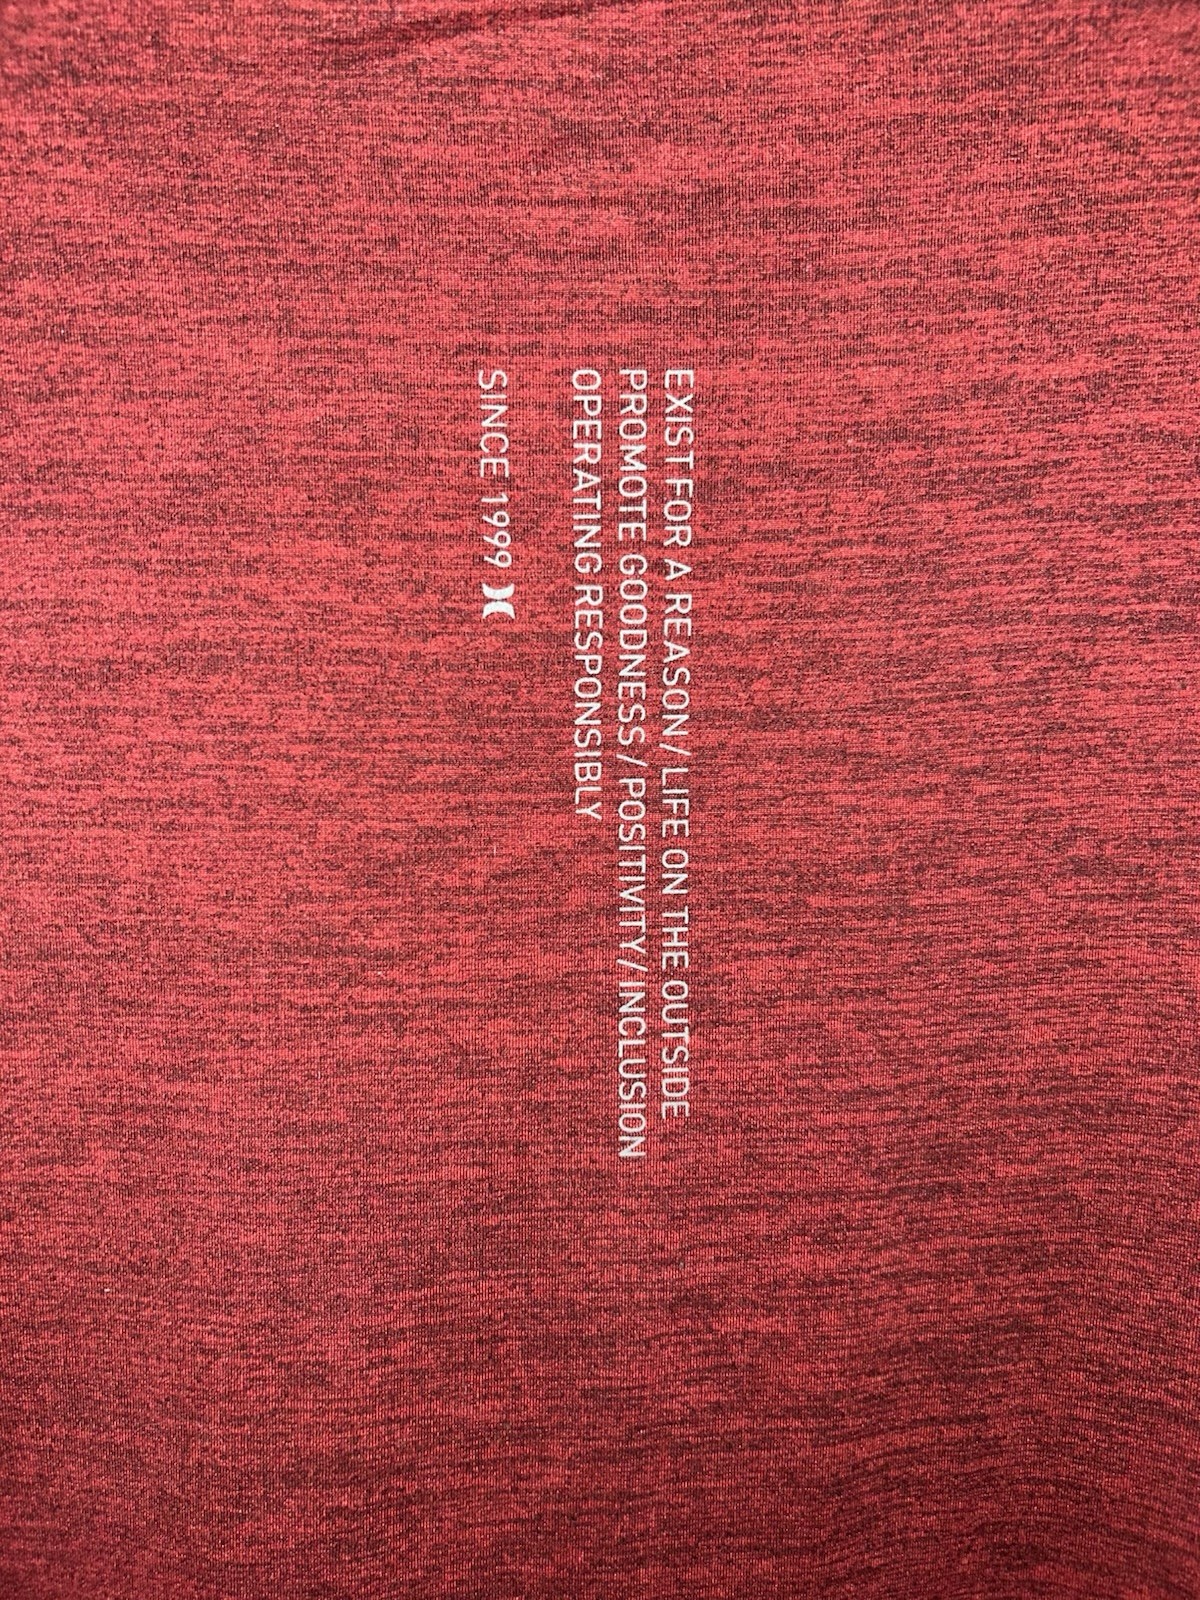 EXIST FOR A REASON / LIFE ON THE OUTSIDE
PROMOTE GOODNESS / POSITIVITY / INCLUSION
OPERATING RESPONSIBLY
SINCE 1999